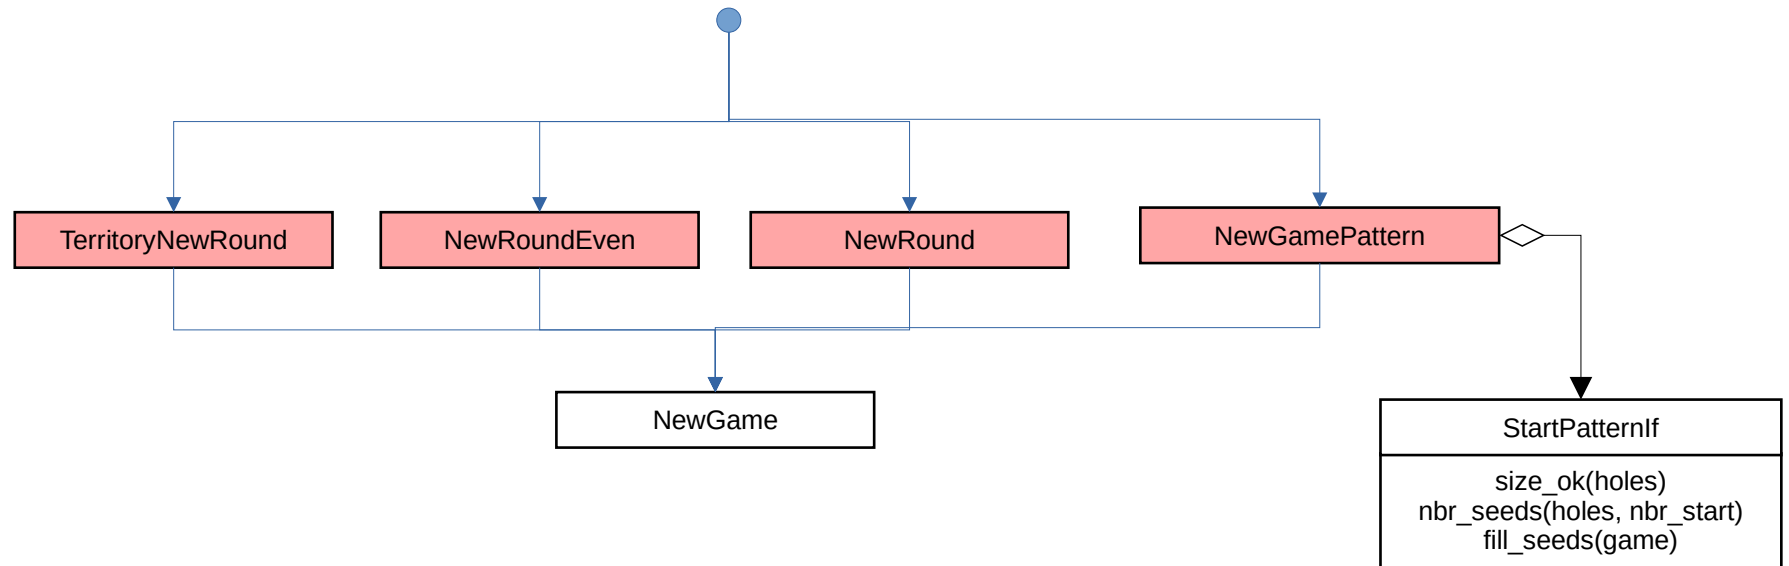 TerritoryNewRound
NewRoundEven
NewRound
NewGamePattern
NewGame
StartPatternIf
size_ok(holes)
nbr_seeds(holes, nbr_start)
fill_seeds(game)